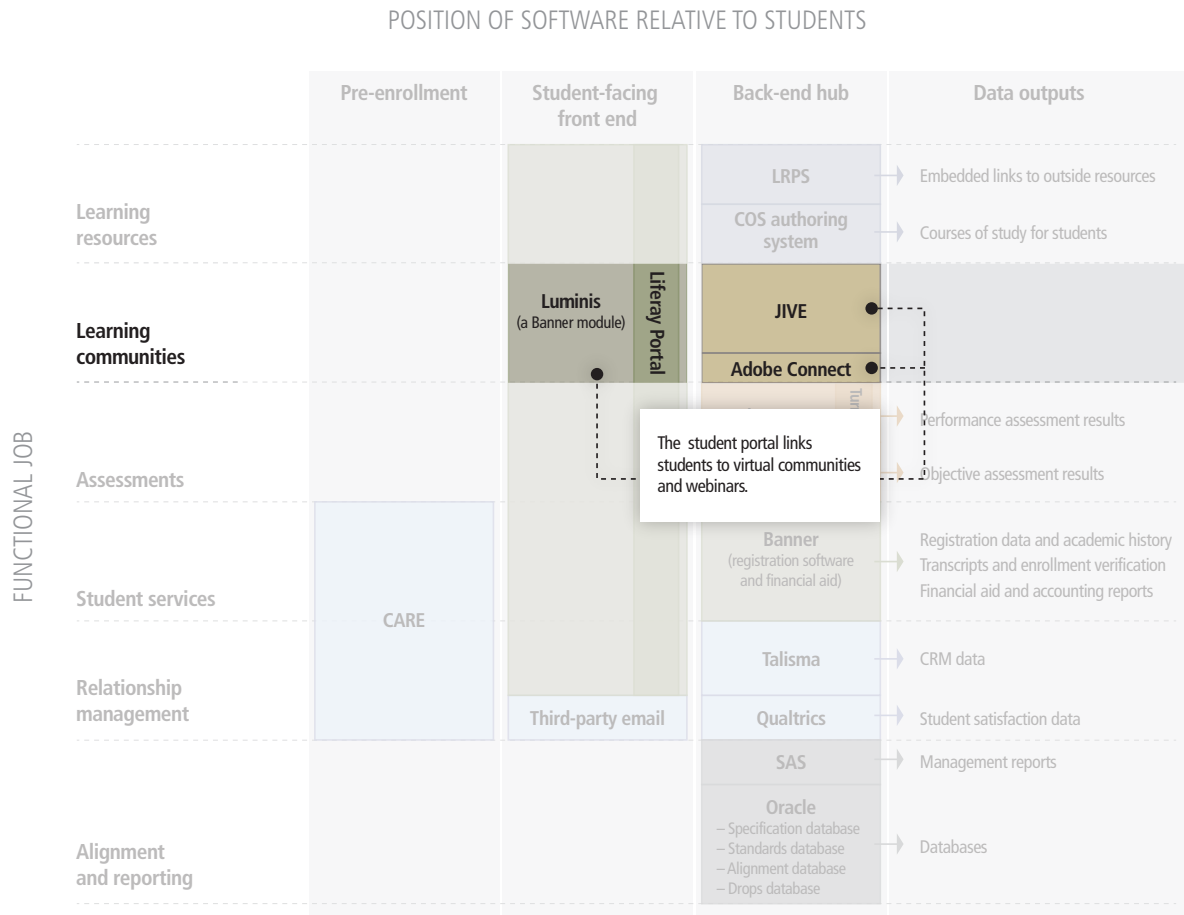 POSITION OF SOFTWARE RELATIVE TO STUDENTS
Pre-enrollment
Student-facing
front end
Back-end hub
Data outputs
FUNCTIONAL JOB
Learning
resources
LRPS
Embedded links to outside resources
COS authoring
system
Courses of study for students
Learning
communities
Luminis
(a Banner module)
Liferay Portal
JIVE
Adobe Connect
The student portal links
students to virtual communities
and webinars.
Assessments
Performance assessment results
Objective assessment results
Student services
CARE
Banner
(registration software
and financial aid)
Registration data and academic history
Transcripts and enrollment verification
Financial aid and accounting reports
Relationship
management
Talisma
CRM data
Third-party email
Qualtrics
Student satisfaction data
Alignment
and reporting
SAS
Management reports
Oracle
– Specification database
– Standards database
– Alignment database
– Drops database
Databases